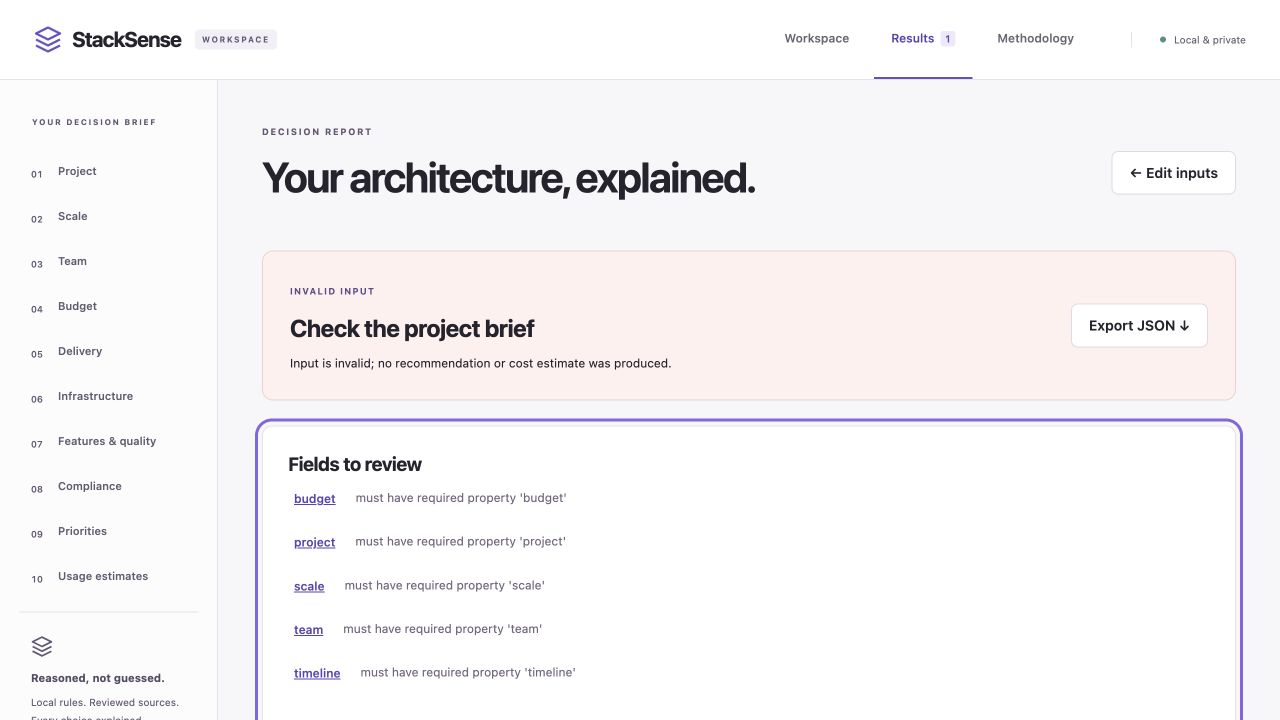 StackSense WORKSPACE
Workspace
Results 1
Methodology
Local & private
YOUR DECISION BRIEF
01 Project
02 Scale
03 Team
04 Budget
05 Delivery
06 Infrastructure
07 Features & quality
08 Compliance
09 Priorities
10 Usage estimates
Reasoned, not guessed.
Local rules. Reviewed sources.
Every choice explained.
DECISION REPORT
Your architecture, explained.
← Edit inputs
INVALID INPUT
Check the project brief
Input is invalid; no recommendation or cost estimate was produced.
Export JSON ↓
Fields to review
budget must have required property 'budget'
project must have required property 'project'
scale must have required property 'scale'
team must have required property 'team'
timeline must have required property 'timeline'